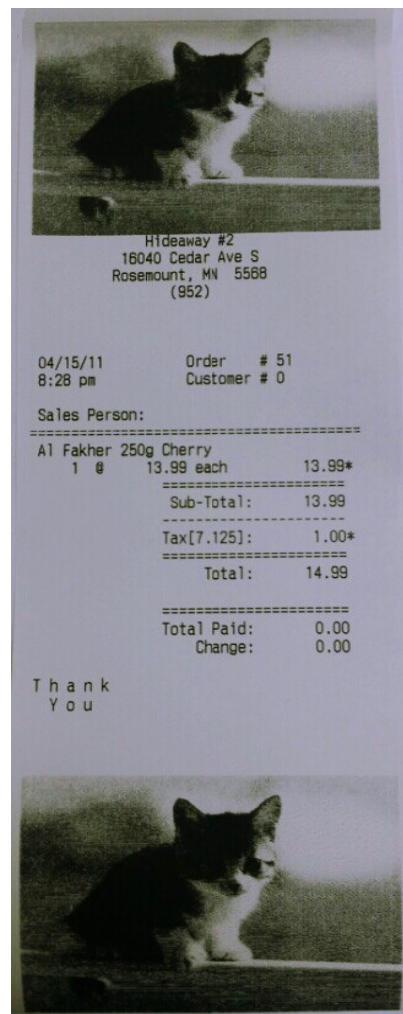 Hideaway #2
16040 Cedar Ave S
Rosemount, MN 5568
(952)
04/15/11 Order # 51
8:28 pm Customer # 0
Sales Person:
==========================================
Al Fakher 250g Cherry
1 @ 13.99 each 13.99*
=======================
Sub-Total: 13.99
-----------------------
Tax[7.125]: 1.00*
=======================
Total: 14.99
=======================
Total Paid: 0.00
Change: 0.00
T h a n k
Y o u